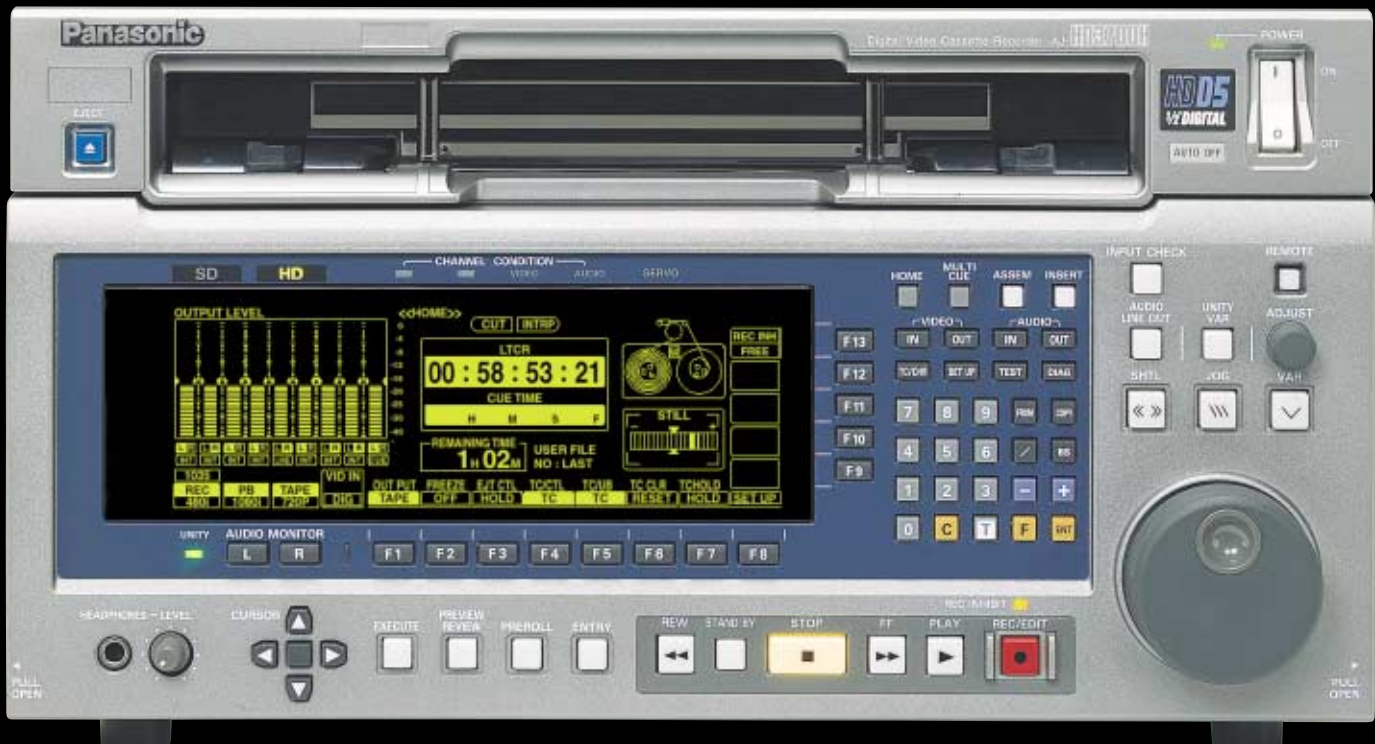 Panasonic
Digital Video Cassette Recorder AJ-HD3700H
POWER
ON
OFF
EJECT
HD D5
1/2" DIGITAL
AUTO OFF
SD HD
CHANNEL CONDITION
VIDEO AUDIO SERVO
OUTPUT LEVEL
<<HOME>>
CUT INTRP
LTCR
00 : 58 : 53 : 21
CUE TIME
H M S F
REMAINING TIME
1H 02M
USER FILE
NO : LAST
STILL
REC INH
FREE
1035
REC PB TAPE
480i 1080i 720P
VID IN
DIG
OUT PUT FREEZE EJT CTL TC/CTL TC/UB TC CLR TCHOLD
TAPE OFF HOLD TC TC RESET HOLD SET UP
UNITY
AUDIO MONITOR
L R
F1 F2 F3 F4 F5 F6 F7 F8
F13
F12
F11
F10
F9
HOME MULTI CUE ASSEM INSERT
VIDEO AUDIO
IN OUT IN OUT
SET UP TEST DIAG
7 8 9
4 5 6 / BS
1 2 3 - +
0 C T F ENT
INPUT CHECK REMOTE
AUDIO LINE OUT UNITY VAR ADJUST
SHTL JOG VAR
HEADPHONES - LEVEL
CURSOR
EXECUTE
PREVIEW REVIEW
PREROLL
ENTRY
REC INHIBIT
REW STAND BY STOP FF PLAY REC/EDIT
PULL OPEN
PULL OPEN